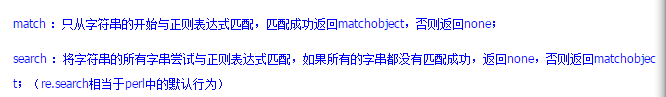 match ：只从字符串的开始与正则表达式匹配，匹配成功返回matchobject，否则返回none；
search ：将字符串的所有字串尝试与正则表达式匹配，如果所有的字串都没有匹配成功，返回none，否则返回matchobjec
t；（re.search相当于perl中的默认行为）